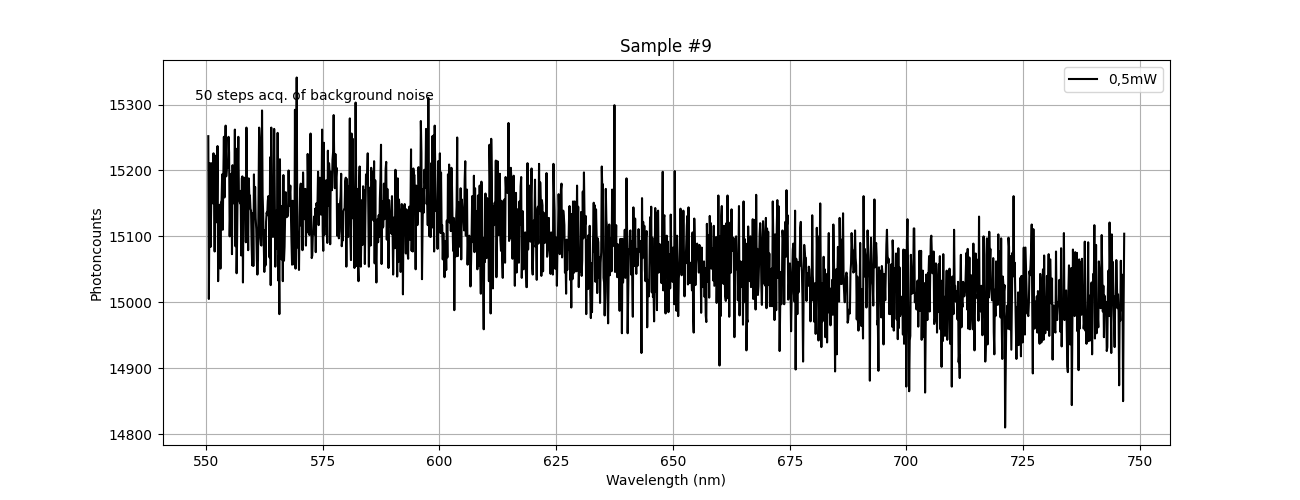 Sample #9
0,5mW
50 steps acq. of background noise
Photoncounts
15300
15200
15100
15000
14900
14800
550 575 600 625 650 675 700 725 750
Wavelength (nm)